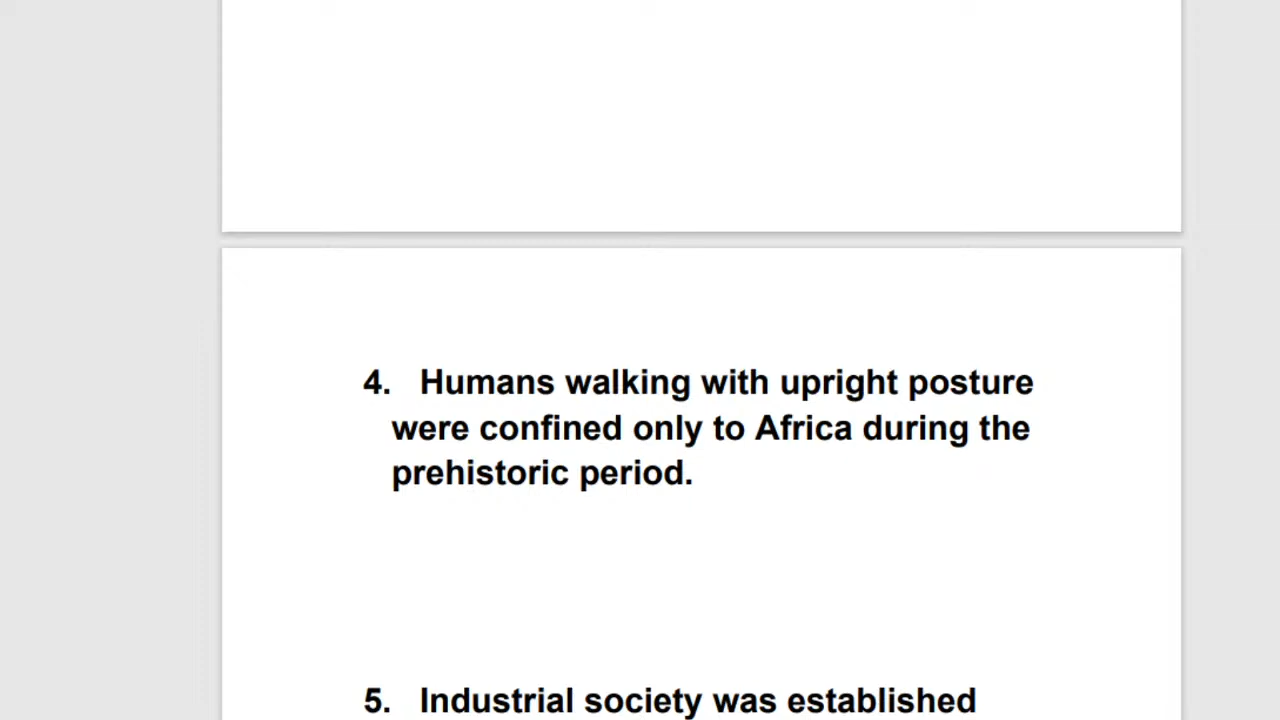 4. Humans walking with upright posture
were confined only to Africa during the
prehistoric period.
5. Industrial society was established